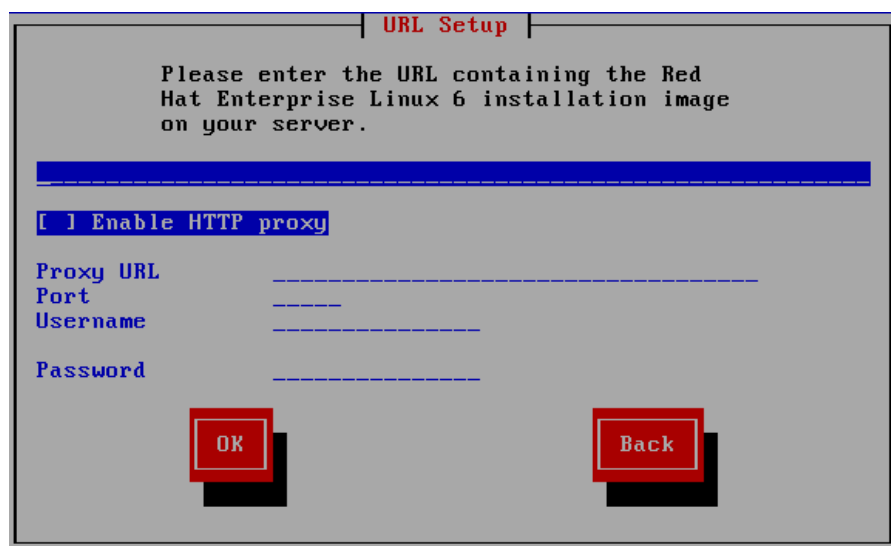 URL Setup
Please enter the URL containing the Red
Hat Enterprise Linux 6 installation image
on your server.
[ ] Enable HTTP proxy
Proxy URL
Port
Username
Password
OK
Back